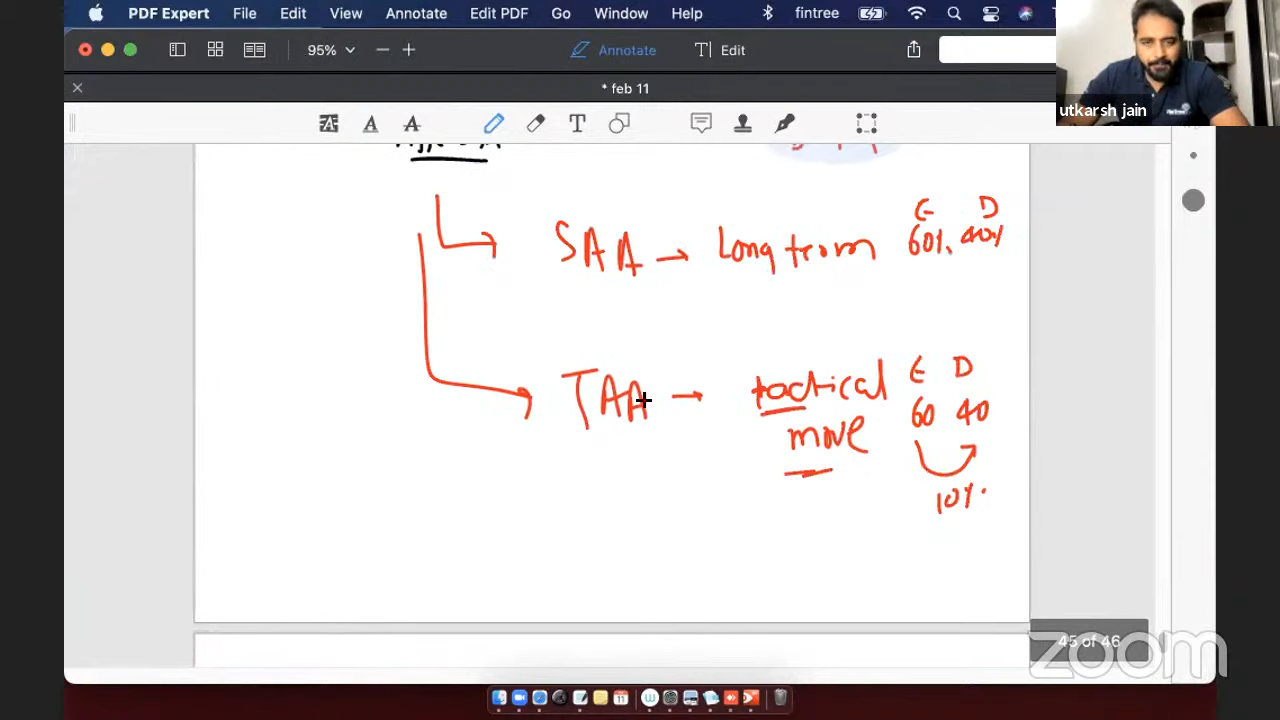 PDF Expert File Edit View Annotate Edit PDF Go Window Help fintree
95% Annotate Edit
* feb 11
utkarsh jain
E D
SAA → Long term 60%. 40%
E D
TAA → tactical 60 40
move
10%.
45 of 46
zoom